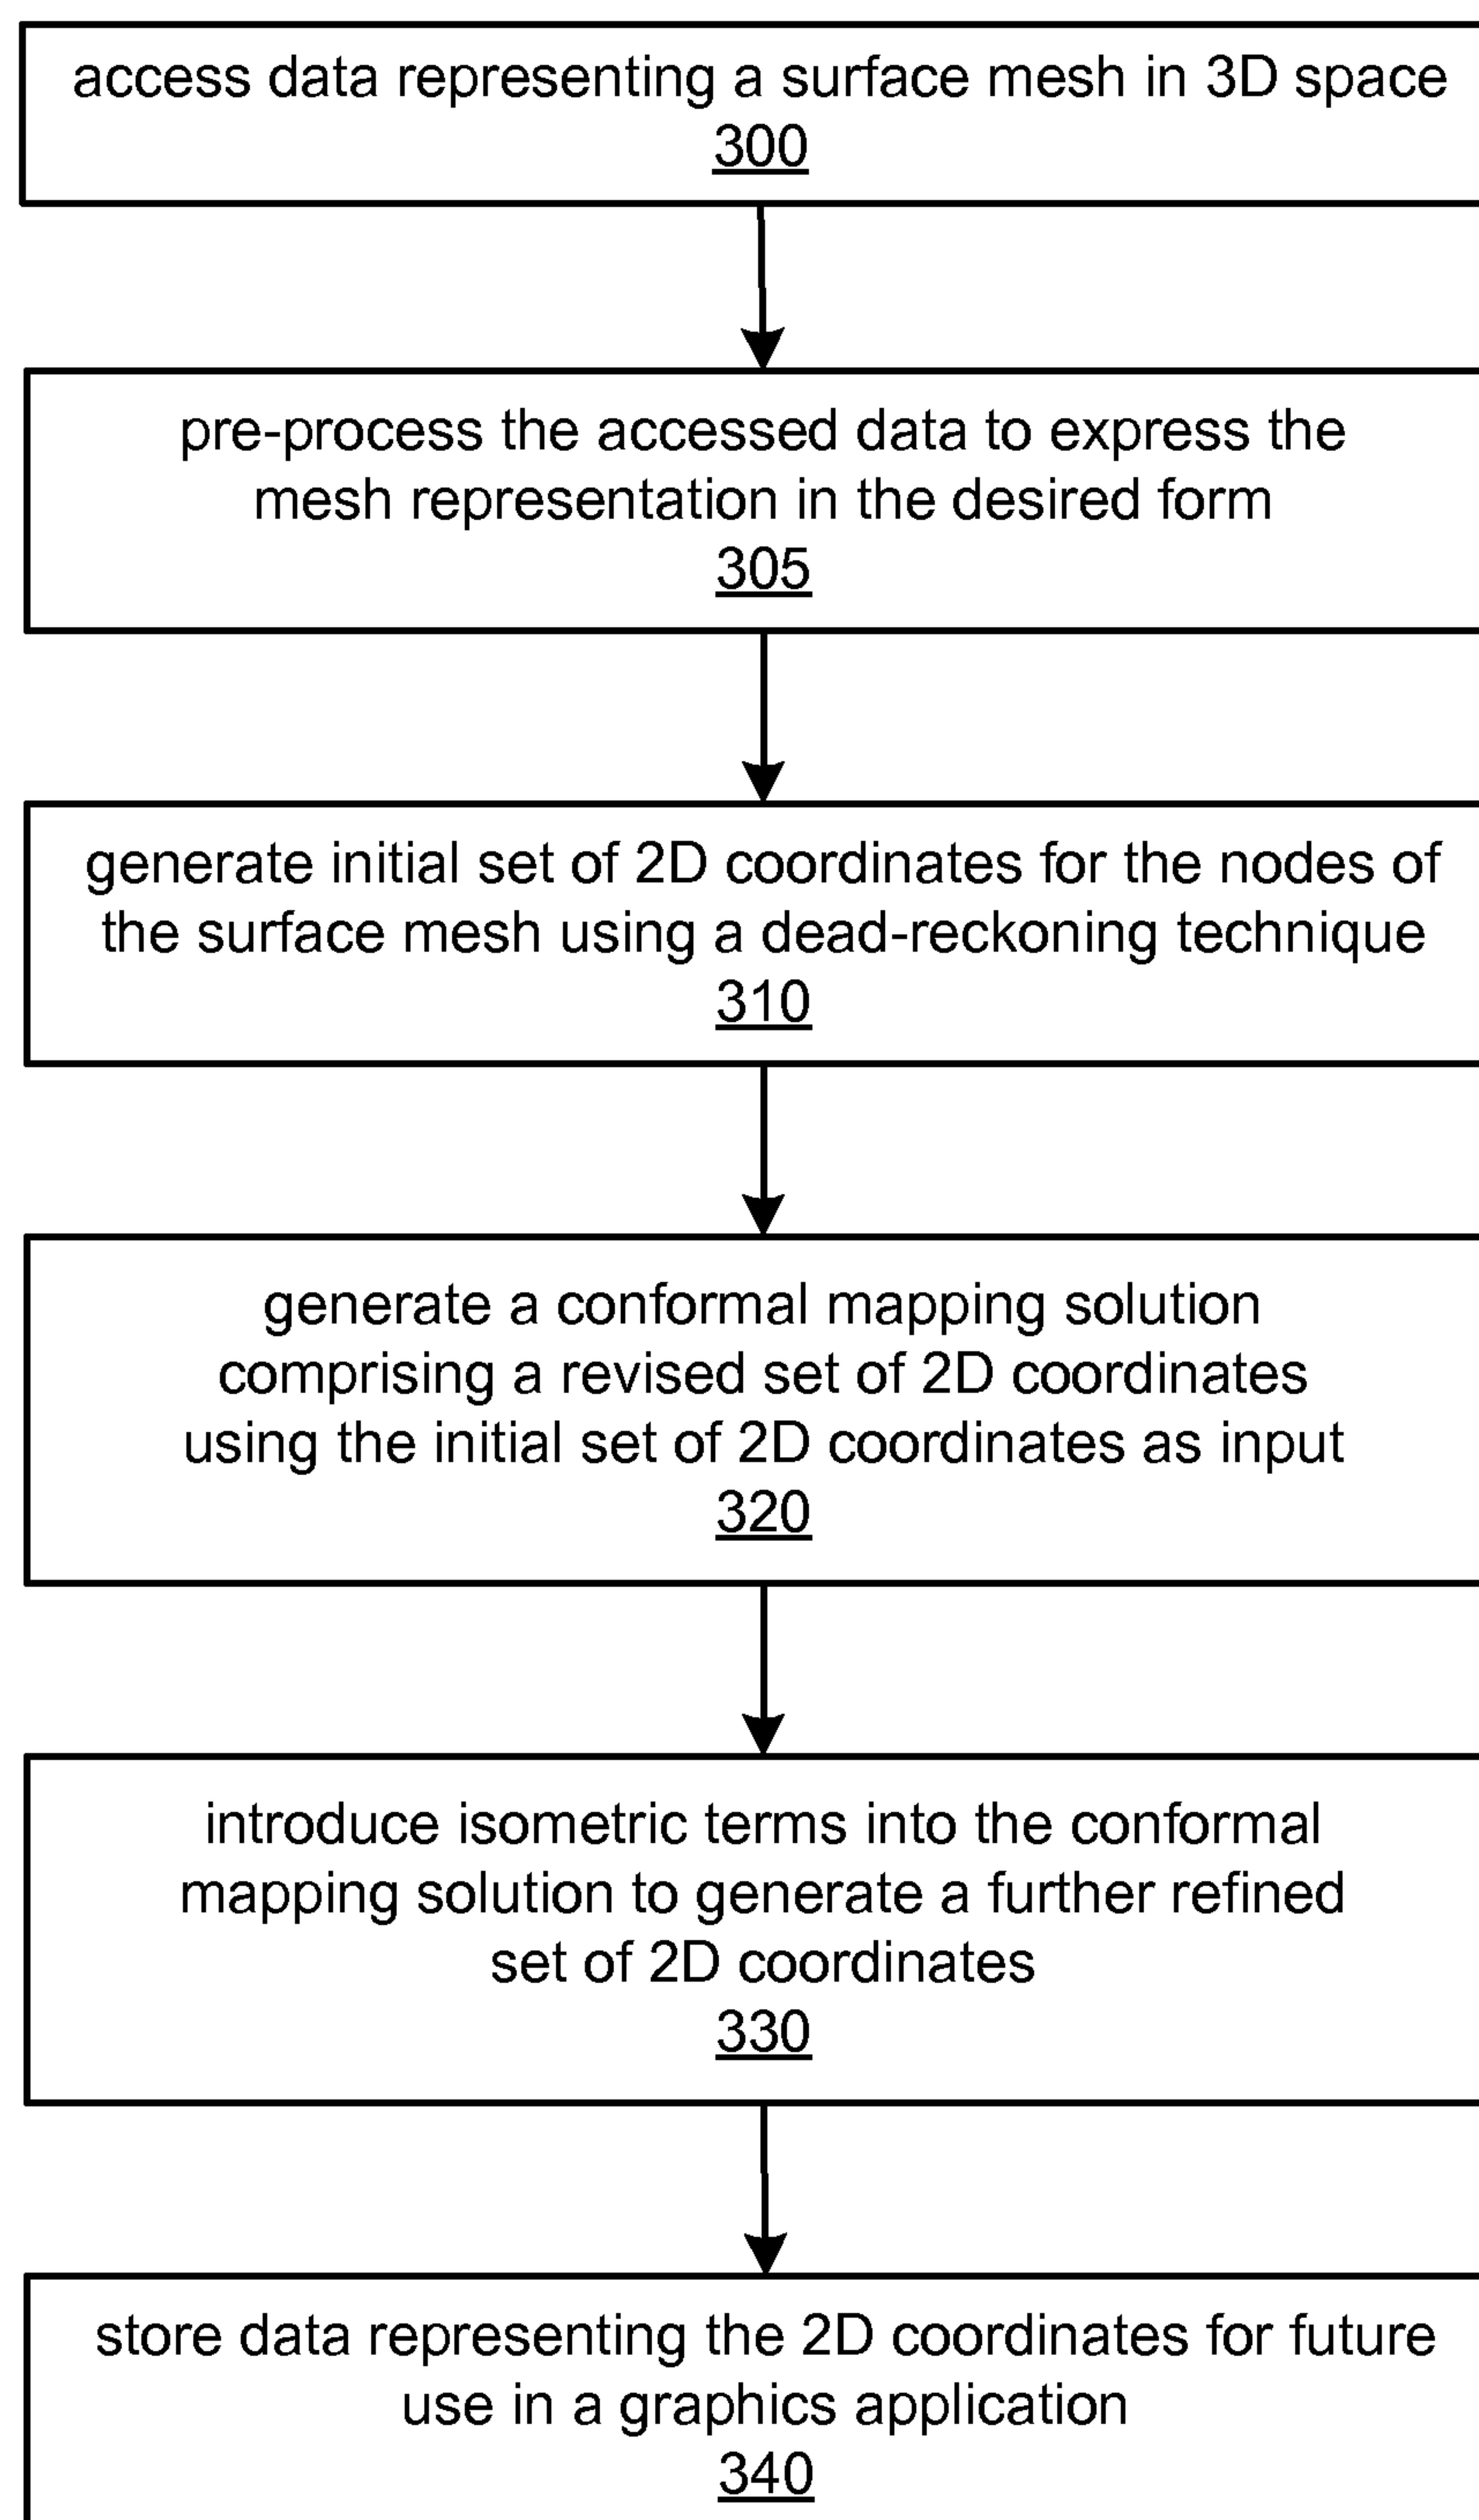 access data representing a surface mesh in 3D space
300
pre-process the accessed data to express the
mesh representation in the desired form
305
generate initial set of 2D coordinates for the nodes of
the surface mesh using a dead-reckoning technique
310
generate a conformal mapping solution
comprising a revised set of 2D coordinates
using the initial set of 2D coordinates as input
320
introduce isometric terms into the conformal
mapping solution to generate a further refined
set of 2D coordinates
330
store data representing the 2D coordinates for future
use in a graphics application
340